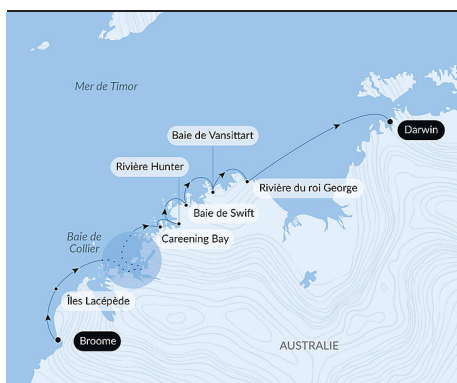 Mer de Timor
Darwin
Baie de Vansittart
Rivière Hunter
Rivière du roi George
Baie de Swift
Baie de
Collier
Careening Bay
Îles Lacépède
Broome
AUSTRALIE